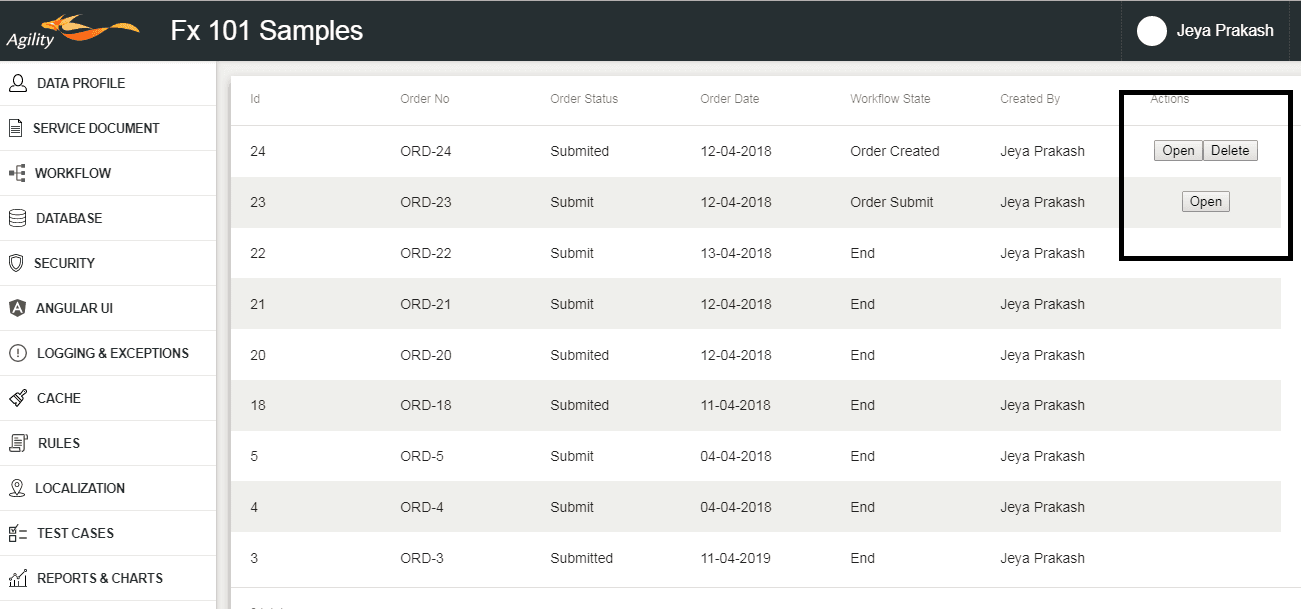 Agility
Fx 101 Samples
Jeya Prakash
DATA PROFILE
SERVICE DOCUMENT
WORKFLOW
DATABASE
SECURITY
ANGULAR UI
LOGGING & EXCEPTIONS
CACHE
RULES
LOCALIZATION
TEST CASES
REPORTS & CHARTS
Id Order No Order Status Order Date Workflow State Created By Actions
24 ORD-24 Submited 12-04-2018 Order Created Jeya Prakash Open Delete
23 ORD-23 Submit 12-04-2018 Order Submit Jeya Prakash Open
22 ORD-22 Submit 13-04-2018 End Jeya Prakash
21 ORD-21 Submit 12-04-2018 End Jeya Prakash
20 ORD-20 Submited 12-04-2018 End Jeya Prakash
18 ORD-18 Submited 11-04-2018 End Jeya Prakash
5 ORD-5 Submit 04-04-2018 End Jeya Prakash
4 ORD-4 Submit 04-04-2018 End Jeya Prakash
3 ORD-3 Submitted 11-04-2019 End Jeya Prakash